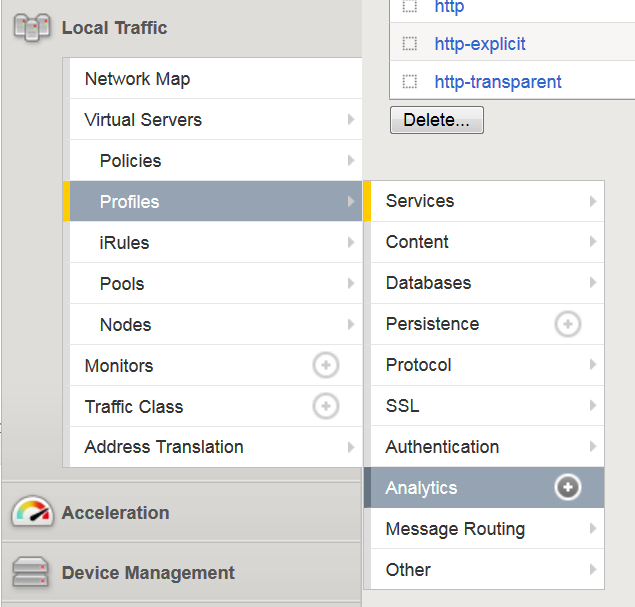 Local Traffic
Network Map
Virtual Servers
Policies
Profiles
iRules
Pools
Nodes
Monitors
Traffic Class
Address Translation
Acceleration
Device Management
http
http-explicit
http-transparent
Delete...
Services
Content
Databases
Persistence
Protocol
SSL
Authentication
Analytics
Message Routing
Other